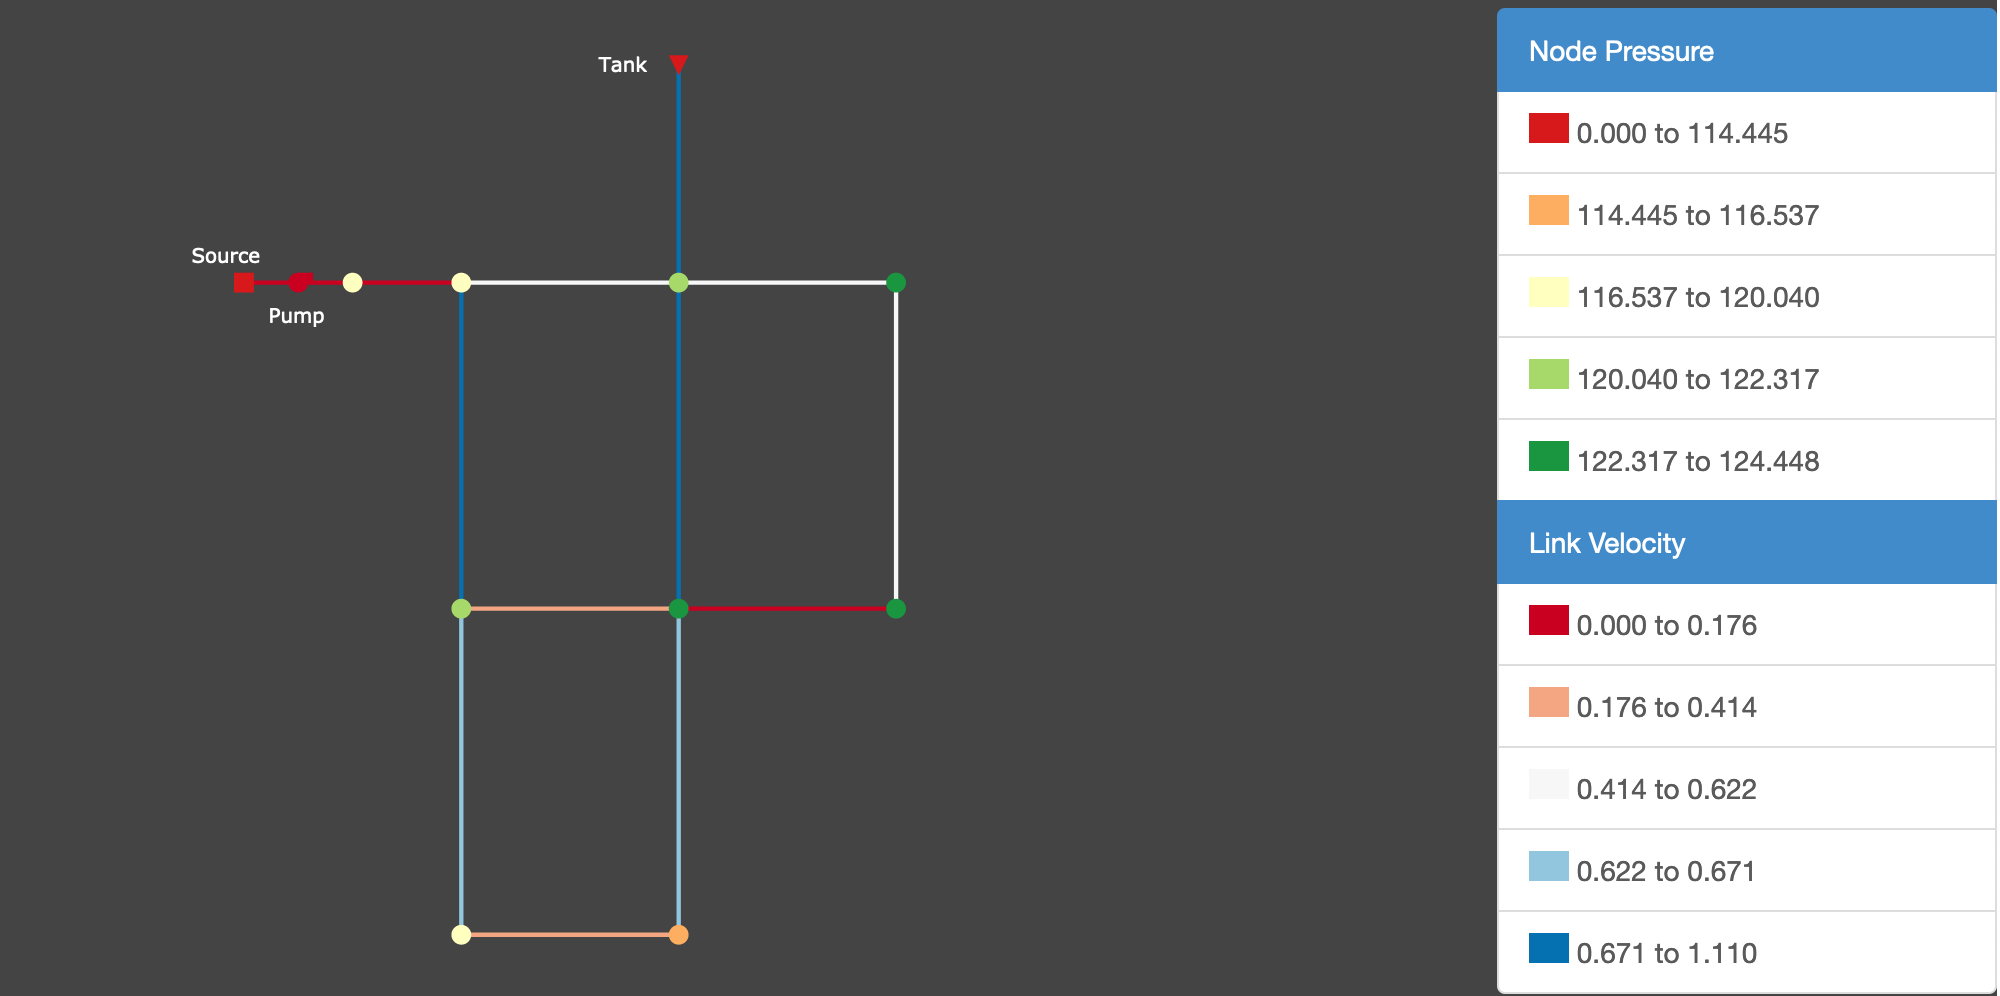 Tank
Source
Pump
Node Pressure
0.000 to 114.445
114.445 to 116.537
116.537 to 120.040
120.040 to 122.317
122.317 to 124.448
Link Velocity
0.000 to 0.176
0.176 to 0.414
0.414 to 0.622
0.622 to 0.671
0.671 to 1.110